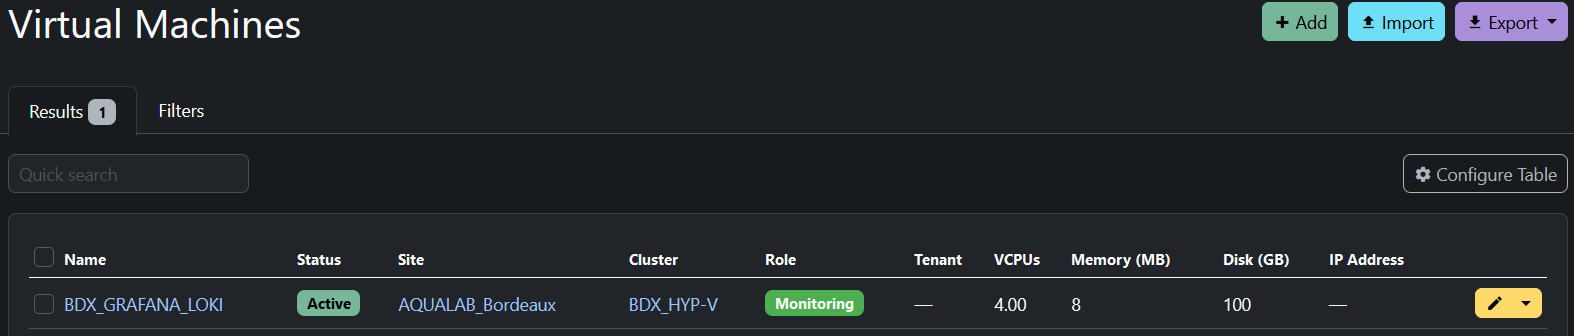 Virtual Machines
Add
Import
Export
Results 1
Filters
Quick search
Configure Table
Name Status Site Cluster Role Tenant VCPUs Memory (MB) Disk (GB) IP Address
BDX_GRAFANA_LOKI Active AQUALAB_Bordeaux BDX_HYP-V Monitoring — 4.00 8 100 —